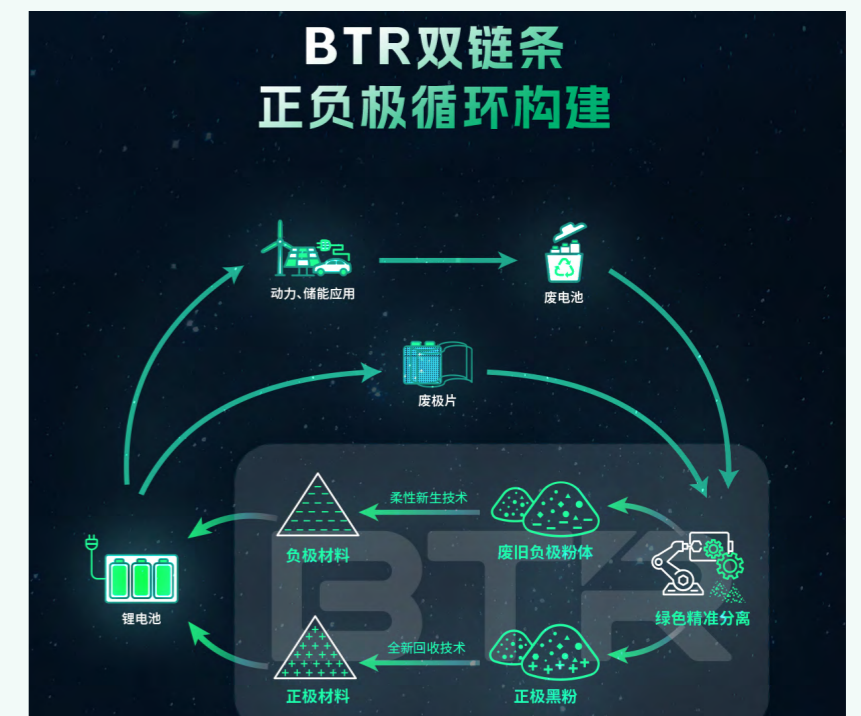 BTR双链条
正负极循环构建
动力、储能应用
废电池
废极片
柔性新生技术
负极材料
废旧负极粉体
锂电池
绿色精准分离
全新回收技术
正极材料
正极黑粉
BTR